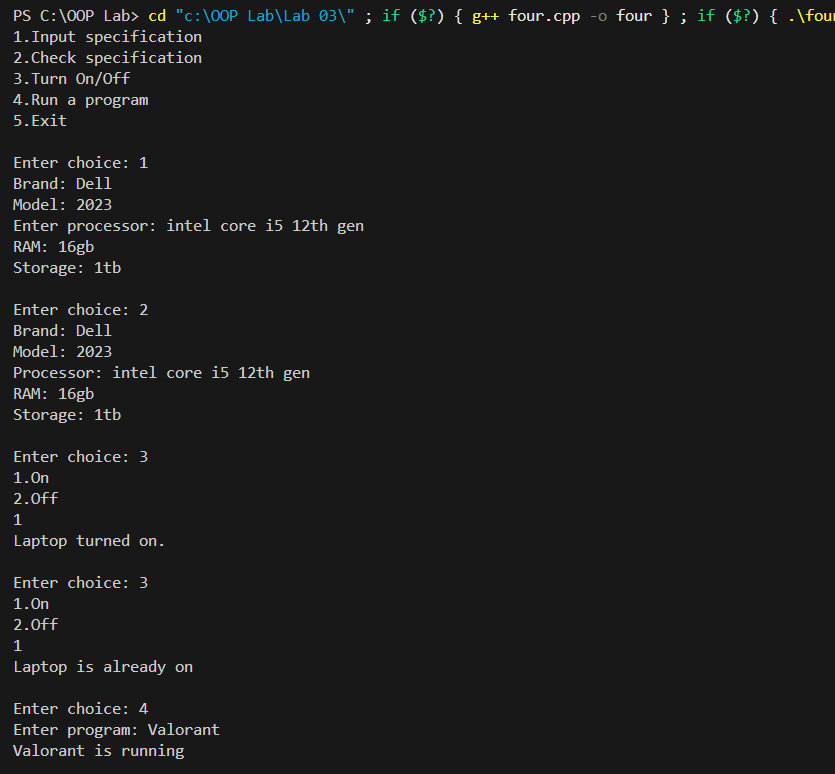 PS C:\OOP Lab> cd "c:\OOP Lab\Lab 03\" ; if ($?) { g++ four.cpp -o four } ; if ($?) { .\four
1.Input specification
2.Check specification
3.Turn On/Off
4.Run a program
5.Exit
Enter choice: 1
Brand: Dell
Model: 2023
Enter processor: intel core i5 12th gen
RAM: 16gb
Storage: 1tb
Enter choice: 2
Brand: Dell
Model: 2023
Processor: intel core i5 12th gen
RAM: 16gb
Storage: 1tb
Enter choice: 3
1.On
2.Off
1
Laptop turned on.
Enter choice: 3
1.On
2.Off
1
Laptop is already on
Enter choice: 4
Enter program: Valorant
Valorant is running